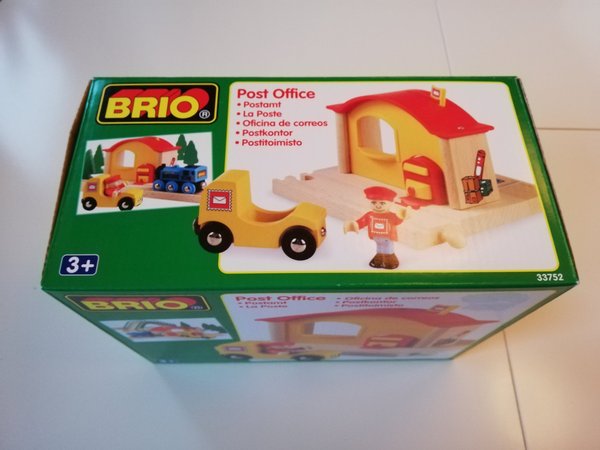 BRIO®
Post Office
• Postamt
• La Poste
• Oficina de correos
• Postkontor
• Postitoimisto
3+
33752
BRIO®
Post Office
• Postamt
• La Poste
• Oficina de correos
• Postkontor
• Postitoimisto